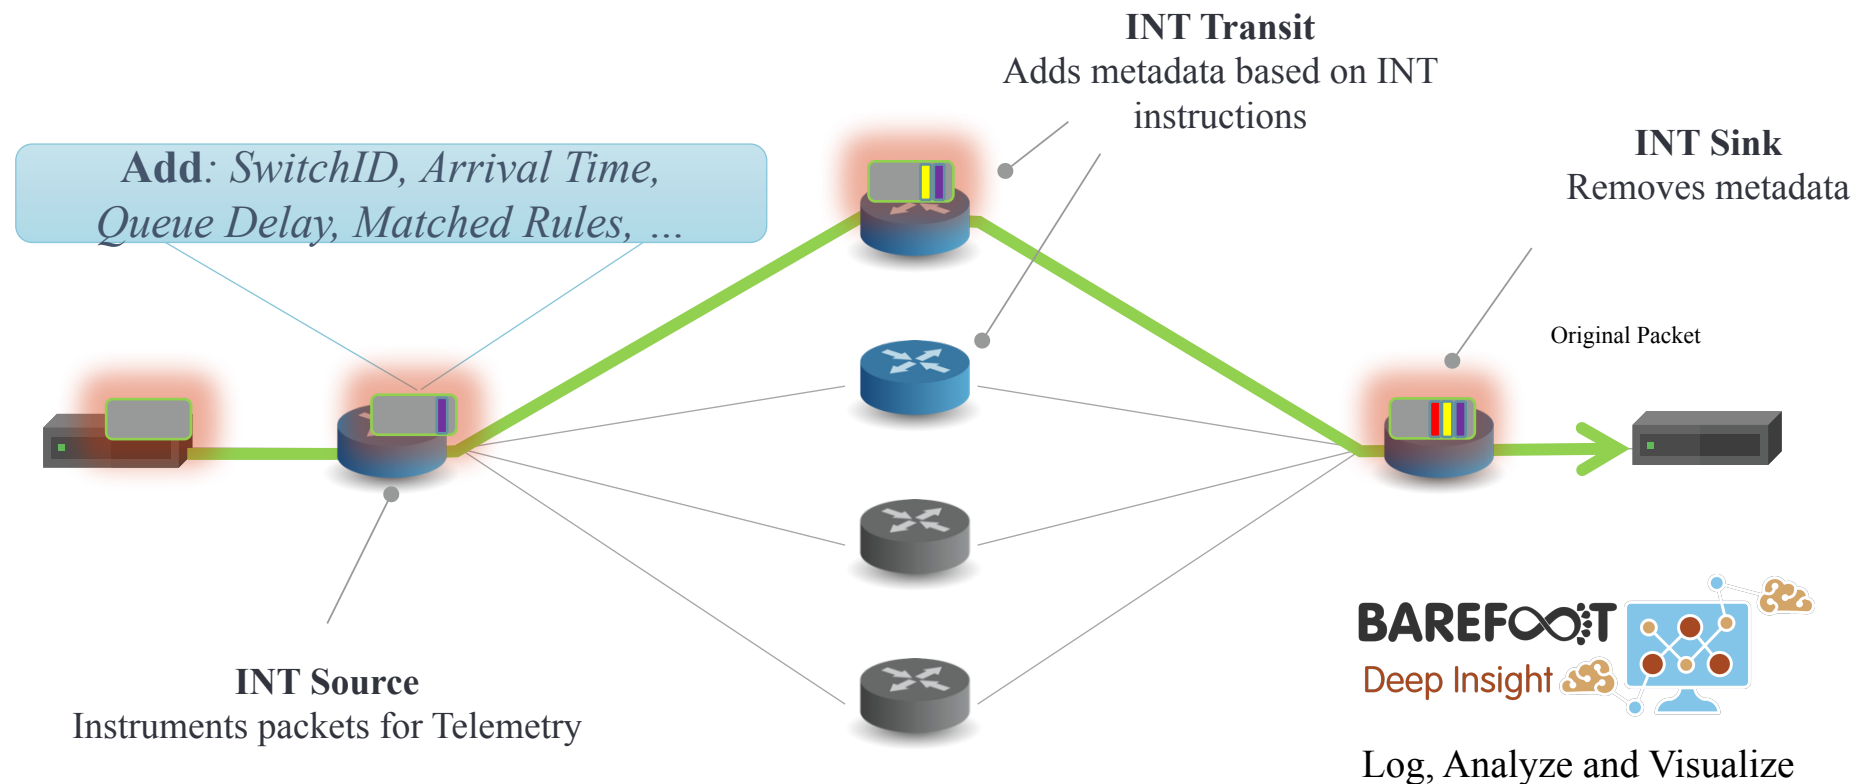 INT Transit
Adds metadata based on INT
instructions
INT Sink
Removes metadata
Add: SwitchID, Arrival Time,
Queue Delay, Matched Rules, ...
Original Packet
INT Source
Instruments packets for Telemetry
BAREFOOT
Deep Insight
Log, Analyze and Visualize